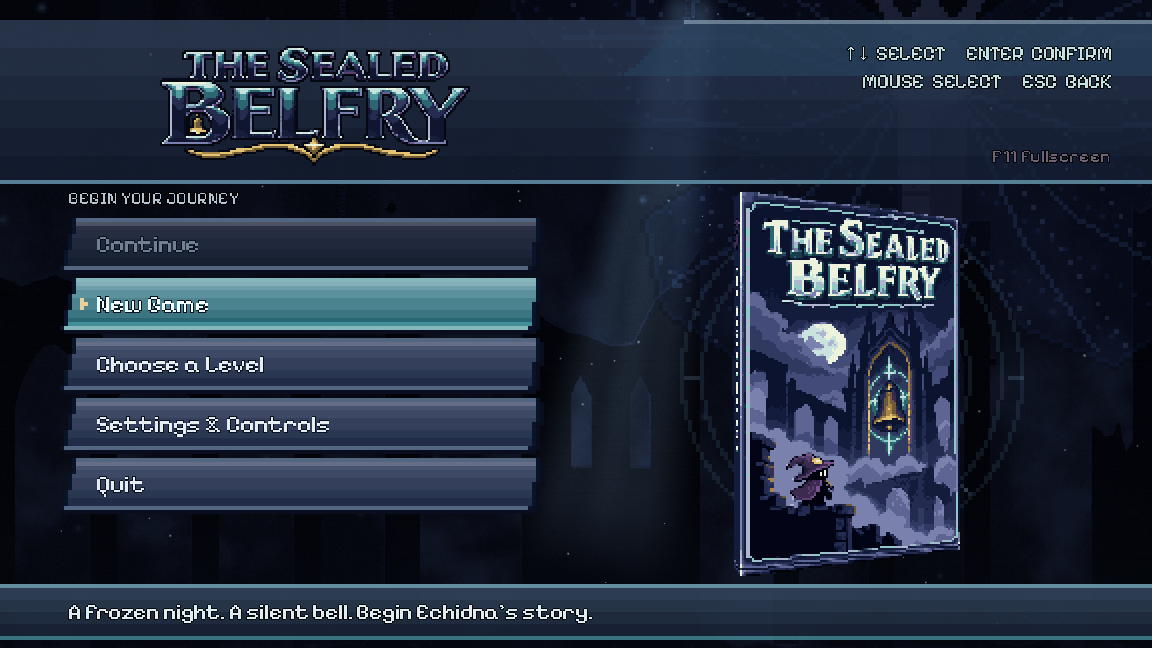 THE SEALED
BELFRY
↑↓ SELECT ENTER CONFIRM
MOUSE SELECT ESC BACK
F11 Fullscreen
BEGIN YOUR JOURNEY
Continue
New Game
Choose a Level
Settings & Controls
Quit
THE SEALED
BELFRY
A frozen night. A silent bell. Begin Echidna's story.